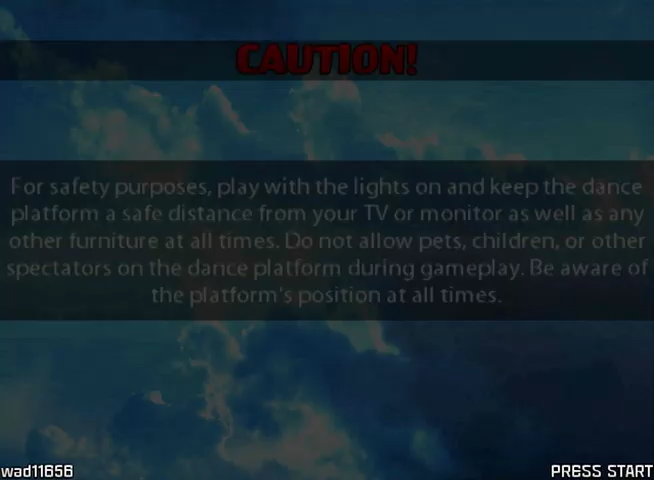 CAUTION!
For safety purposes, play with the lights on and keep the dance
platform a safe distance from your TV or monitor as well as any
other furniture at all times. Do not allow pets, children, or other
spectators on the dance platform during gameplay. Be aware of
the platform's position at all times.
wad11656 PRESS START